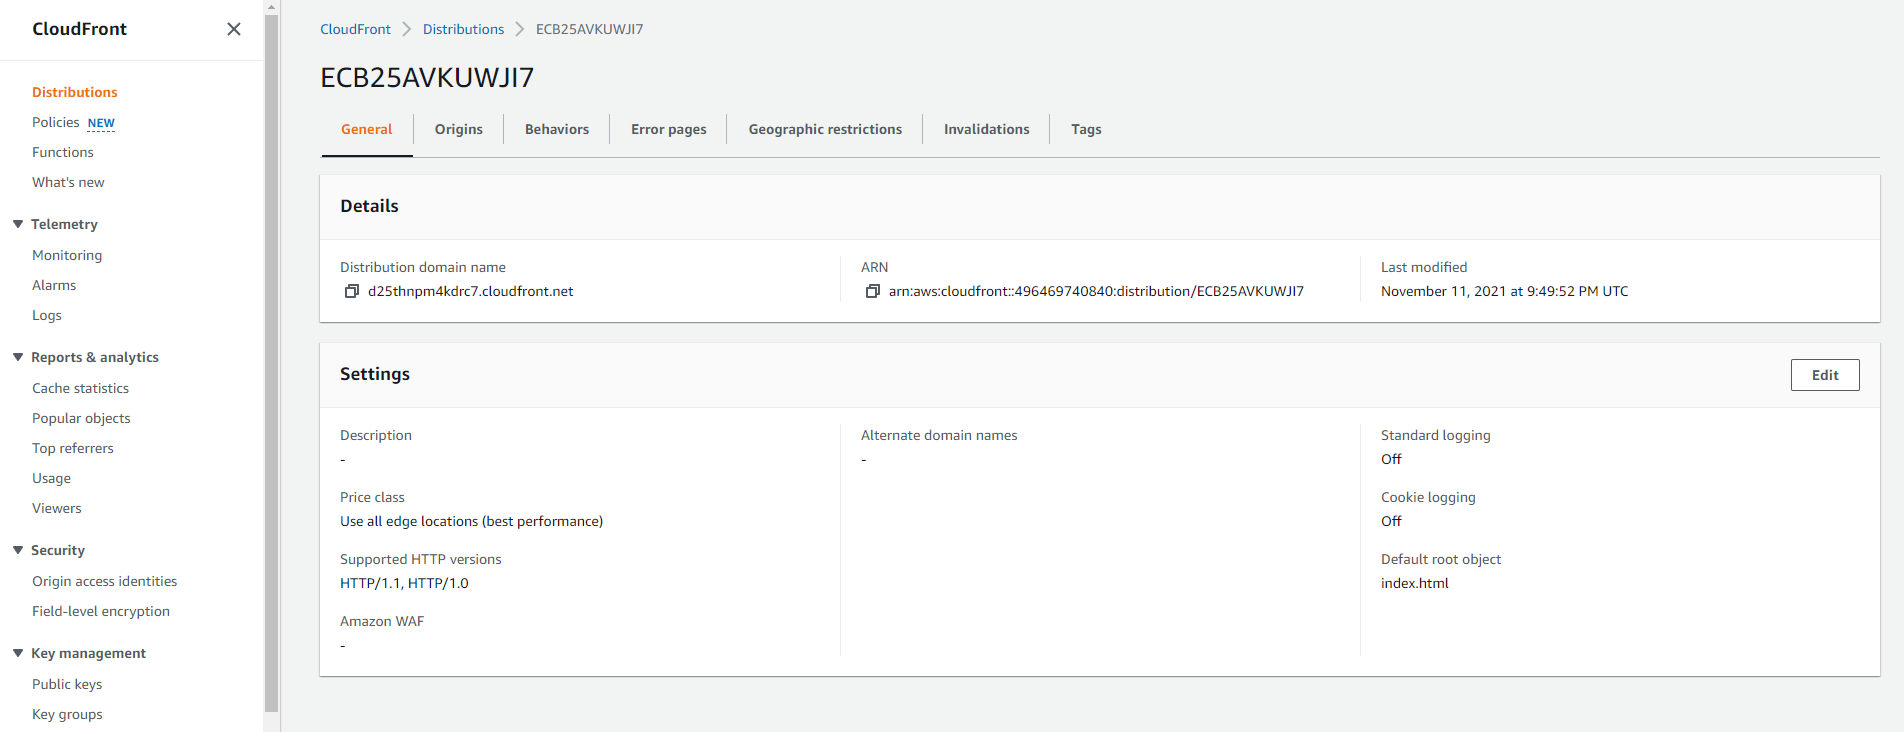 CloudFront
Distributions
Policies NEW
Functions
What's new
Telemetry
Monitoring
Alarms
Logs
Reports & analytics
Cache statistics
Popular objects
Top referrers
Usage
Viewers
Security
Origin access identities
Field-level encryption
Key management
Public keys
Key groups
CloudFront Distributions ECB25AVKUWJI7
ECB25AVKUWJI7
General Origins Behaviors Error pages Geographic restrictions Invalidations Tags
Details
Distribution domain name
d25thnpm4kdrc7.cloudfront.net
ARN
arn:aws:cloudfront::496469740840:distribution/ECB25AVKUWJI7
Last modified
November 11, 2021 at 9:49:52 PM UTC
Settings
Edit
Description
-
Price class
Use all edge locations (best performance)
Supported HTTP versions
HTTP/1.1, HTTP/1.0
Amazon WAF
-
Alternate domain names
-
Standard logging
Off
Cookie logging
Off
Default root object
index.html